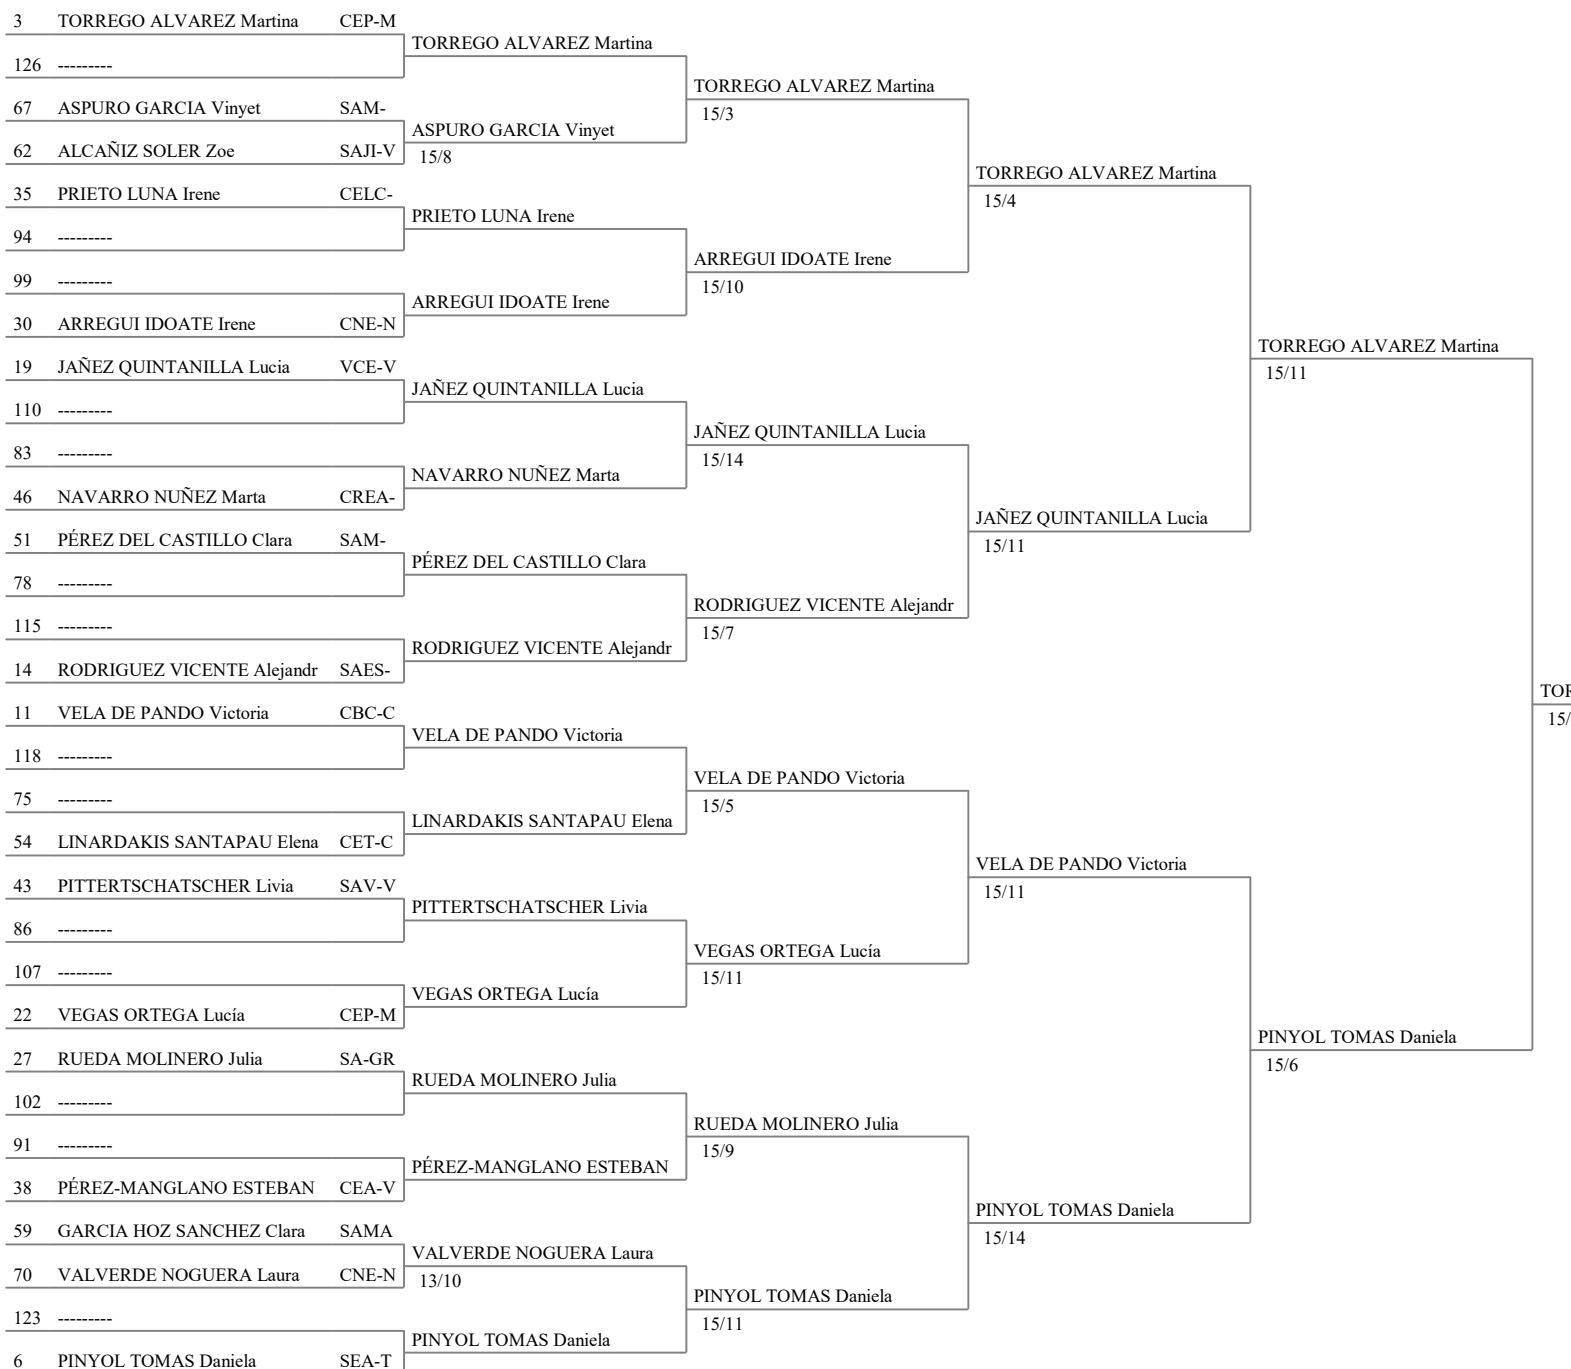 3 TORREGO ALVAREZ Martina CEP-M
126 ---------
67 ASPURO GARCIA Vinyet SAM-
62 ALCAÑIZ SOLER Zoe SAJI-V
35 PRIETO LUNA Irene CELC-
94 ---------
99 ---------
30 ARREGUI IDOATE Irene CNE-N
19 JAÑEZ QUINTANILLA Lucia VCE-V
110 ---------
83 ---------
46 NAVARRO NUÑEZ Marta CREA-
51 PÉREZ DEL CASTILLO Clara SAM-
78 ---------
115 ---------
14 RODRIGUEZ VICENTE Alejandr SAES-
11 VELA DE PANDO Victoria CBC-C
118 ---------
75 ---------
54 LINARDAKIS SANTAPAU Elena CET-C
43 PITTERTSCHATSCHER Livia SAV-V
86 ---------
107 ---------
22 VEGAS ORTEGA Lucía CEP-M
27 RUEDA MOLINERO Julia SA-GR
102 ---------
91 ---------
38 PÉREZ-MANGLANO ESTEBAN CEA-V
59 GARCIA HOZ SANCHEZ Clara SAMA
70 VALVERDE NOGUERA Laura CNE-N
123 ---------
6 PINYOL TOMAS Daniela SEA-T
TORREGO ALVAREZ Martina
ASPURO GARCIA Vinyet
15/8
PRIETO LUNA Irene
ARREGUI IDOATE Irene
JAÑEZ QUINTANILLA Lucia
NAVARRO NUÑEZ Marta
PÉREZ DEL CASTILLO Clara
RODRIGUEZ VICENTE Alejandr
VELA DE PANDO Victoria
LINARDAKIS SANTAPAU Elena
PITTERTSCHATSCHER Livia
VEGAS ORTEGA Lucía
RUEDA MOLINERO Julia
PÉREZ-MANGLANO ESTEBAN
VALVERDE NOGUERA Laura
13/10
PINYOL TOMAS Daniela
TORREGO ALVAREZ Martina
15/3
ARREGUI IDOATE Irene
15/10
JAÑEZ QUINTANILLA Lucia
15/14
RODRIGUEZ VICENTE Alejandr
15/7
VELA DE PANDO Victoria
15/5
VEGAS ORTEGA Lucía
15/11
RUEDA MOLINERO Julia
15/9
PINYOL TOMAS Daniela
15/11
TORREGO ALVAREZ Martina
15/4
JAÑEZ QUINTANILLA Lucia
15/11
VELA DE PANDO Victoria
15/11
PINYOL TOMAS Daniela
15/14
TORREGO ALVAREZ Martina
15/11
PINYOL TOMAS Daniela
15/6